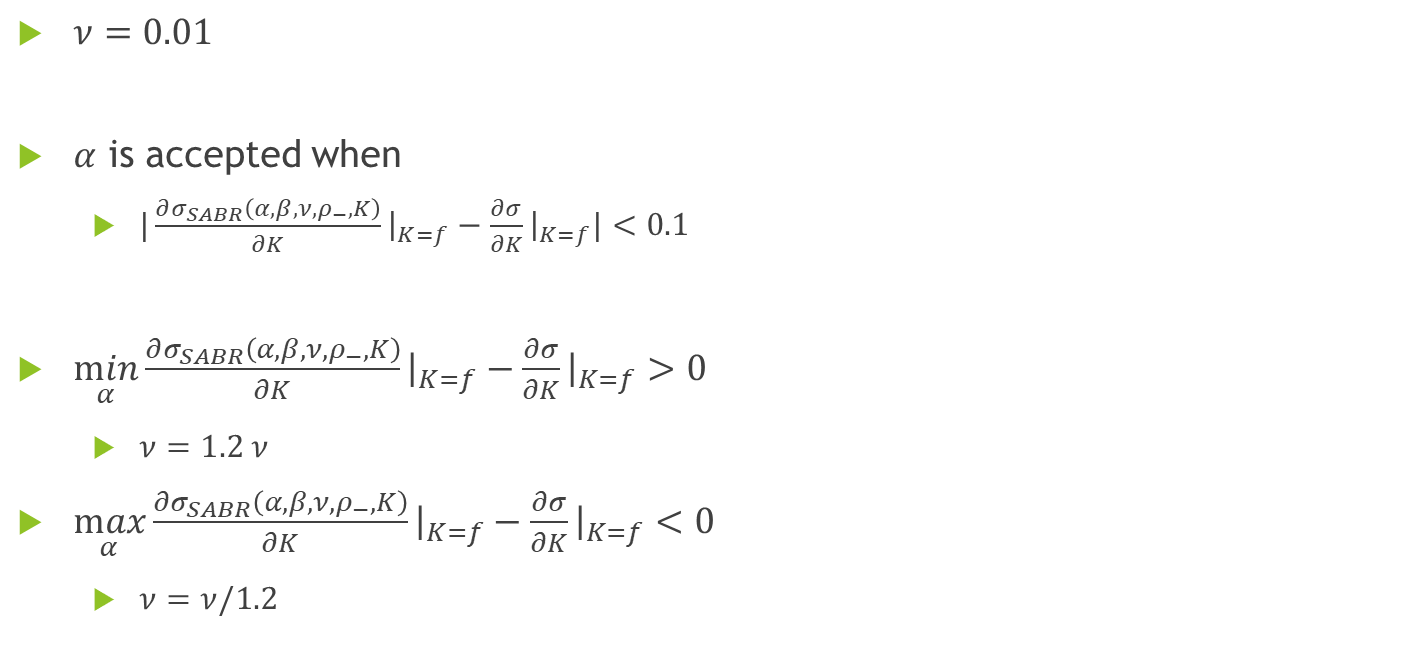 ν = 0.01
α is accepted when
|∂σ_SABR(α,β,ν,ρ_−,K)/∂K|_{K=f} − ∂σ/∂K|_{K=f}| < 0.1
min_α ∂σ_SABR(α,β,ν,ρ_−,K)/∂K|_{K=f} − ∂σ/∂K|_{K=f} > 0
ν = 1.2 ν
max_α ∂σ_SABR(α,β,ν,ρ_−,K)/∂K|_{K=f} − ∂σ/∂K|_{K=f} < 0
ν = ν/1.2